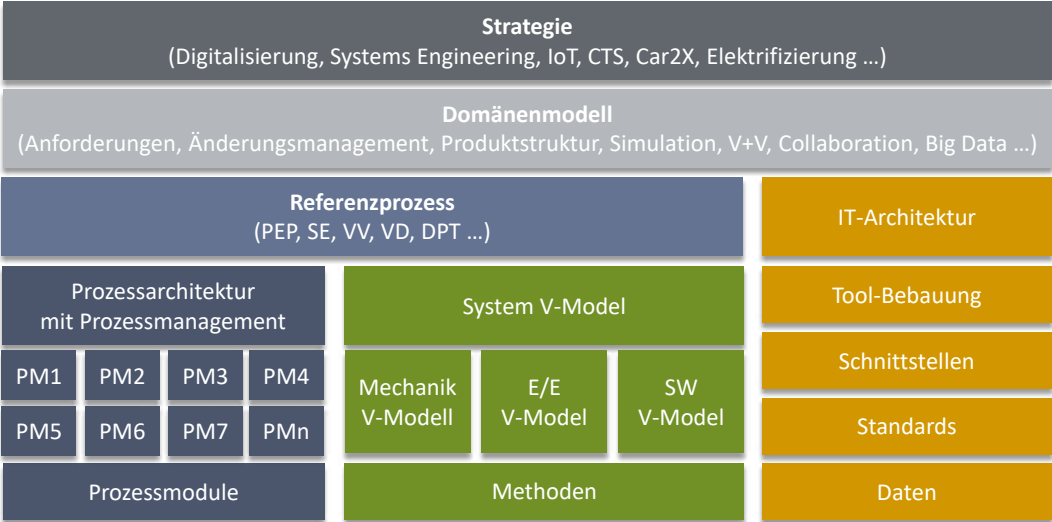 Strategie
(Digitalisierung, Systems Engineering, IoT, CTS, Car2X, Elektrifizierung ...)
Domänenmodell
(Anforderungen, Änderungsmanagement, Produktstruktur, Simulation, V+V, Collaboration, Big Data ...)
Referenzprozess
(PEP, SE, VV, VD, DPT ...)
IT-Architektur
Prozessarchitektur
mit Prozessmanagement
System V-Model
Tool-Bebauung
PM1
PM2
PM3
PM4
Mechanik
V-Modell
E/E
V-Model
SW
V-Model
Schnittstellen
PM5
PM6
PM7
PMn
Standards
Prozessmodule
Methoden
Daten